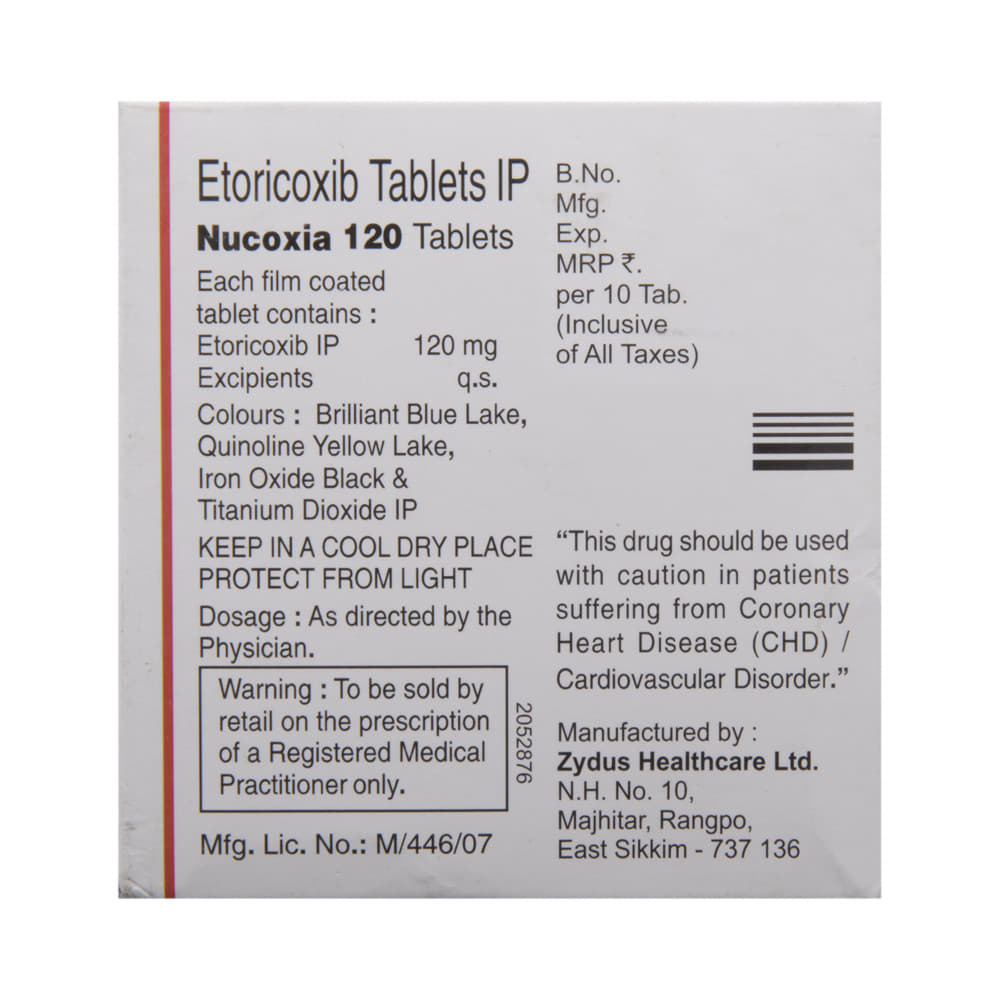 Etoricoxib Tablets IP
Nucoxia 120 Tablets
Each film coated
tablet contains :
Etoricoxib IP 120 mg
Excipients q.s.
Colours : Brilliant Blue Lake,
Quinoline Yellow Lake,
Iron Oxide Black &
Titanium Dioxide IP
KEEP IN A COOL DRY PLACE
PROTECT FROM LIGHT
Dosage : As directed by the
Physician.
Warning : To be sold by
retail on the prescription
of a Registered Medical
Practitioner only.
2052876
Mfg. Lic. No.: M/446/07
B.No.
Mfg.
Exp.
MRP ₹.
per 10 Tab.
(Inclusive
of All Taxes)
“This drug should be used
with caution in patients
suffering from Coronary
Heart Disease (CHD) /
Cardiovascular Disorder.”
Manufactured by :
Zydus Healthcare Ltd.
N.H. No. 10,
Majhitar, Rangpo,
East Sikkim - 737 136